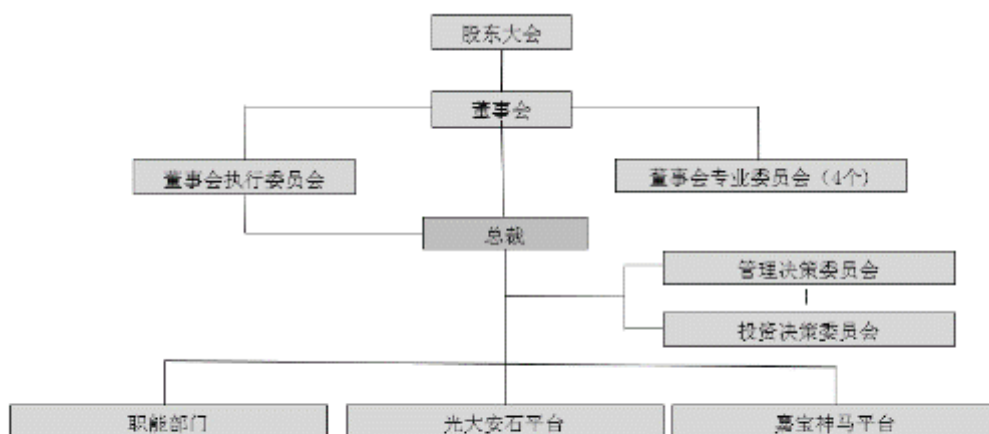 股东大会
董事会
董事会执行委员会
董事会专业委员会（4个）
总裁
管理决策委员会
投资决策委员会
职能部门
光大安石平台
嘉宝神马平台